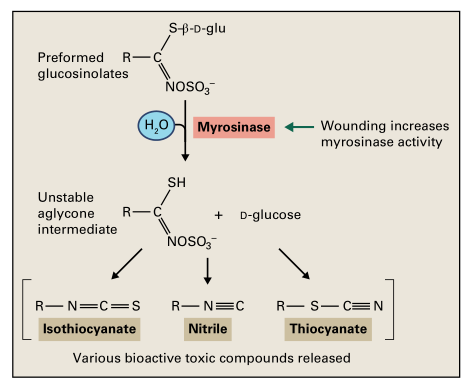 S–β-D-glu
Preformed glucosinolates
R—C
NOSO₃⁻
H₂O
Myrosinase
Wounding increases myrosinase activity
SH
Unstable aglycone intermediate
R—C
NOSO₃⁻
+ D-glucose
R—N=C=S
R—N≡C
R—S—C≡N
Isothiocyanate
Nitrile
Thiocyanate
Various bioactive toxic compounds released